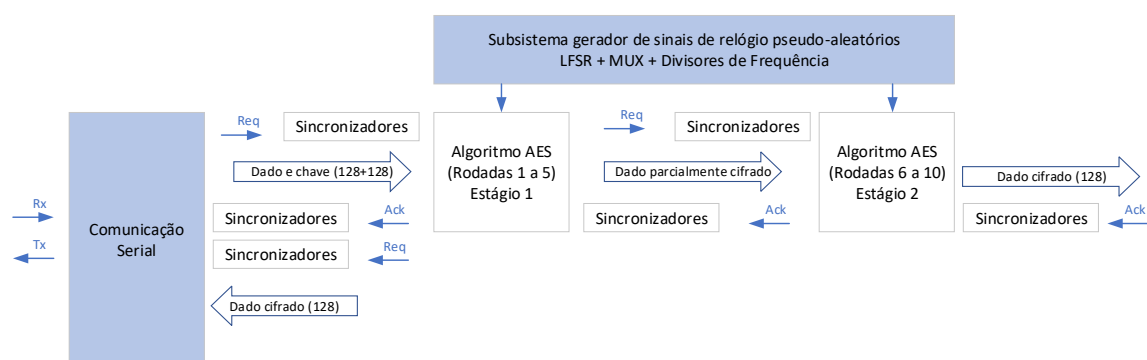 Subsistema gerador de sinais de relógio pseudo-aleatórios
LFSR + MUX + Divisores de Frequência
Req
Sincronizadores
Req
Sincronizadores
Dado e chave (128+128)
Algoritmo AES
(Rodadas 1 a 5)
Estágio 1
Dado parcialmente cifrado
Algoritmo AES
(Rodadas 6 a 10)
Estágio 2
Dado cifrado (128)
Rx
Tx
Comunicação
Serial
Sincronizadores
Ack
Sincronizadores
Ack
Sincronizadores
Ack
Sincronizadores
Req
Dado cifrado (128)